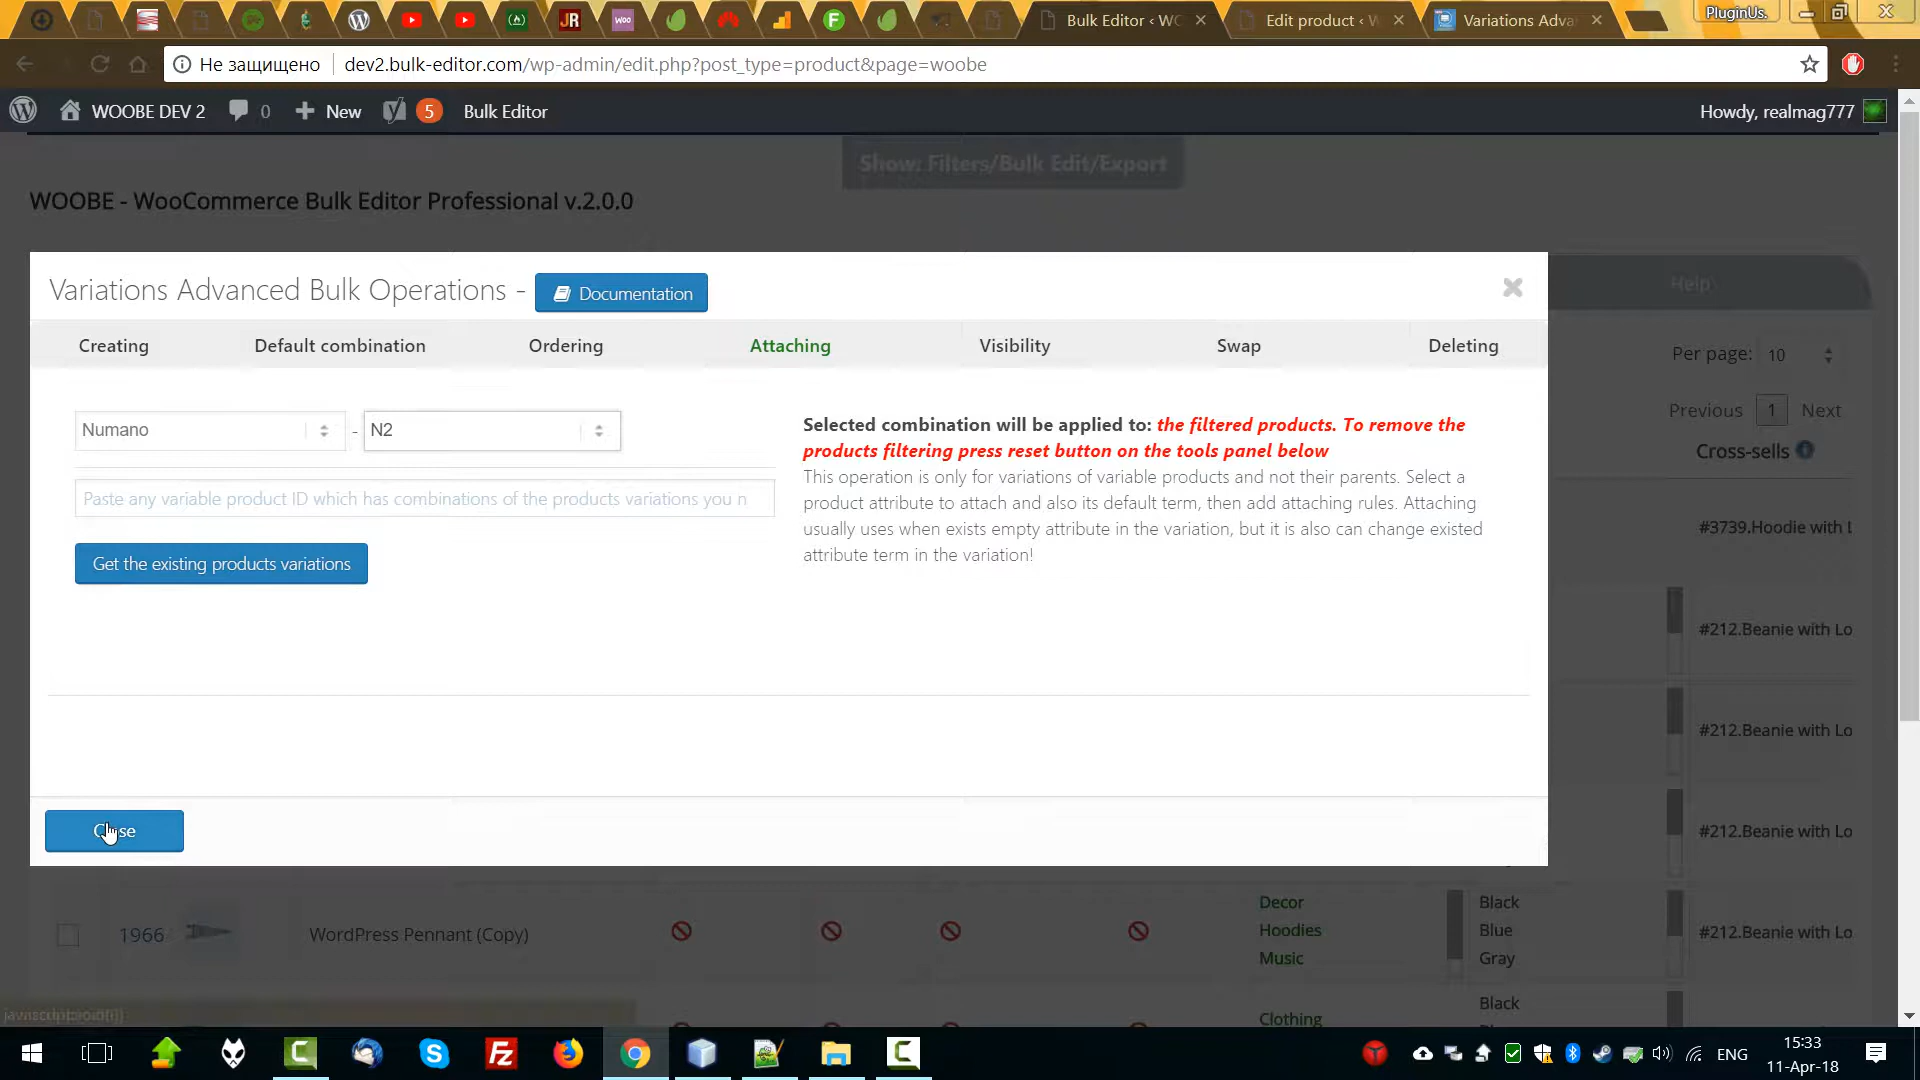 Bulk Editor ‹ WC
Edit product ‹ W
Variations Adva
PluginUs.
Не защищено
dev2.bulk-editor.com/wp-admin/edit.php?post_type=product&page=woobe
WOOBE DEV 2
0
New
5
Bulk Editor
Howdy, realmag777
Show: Filters/Bulk Edit/Export
WOOBE - WooCommerce Bulk Editor Professional v.2.0.0
Variations Advanced Bulk Operations -
Documentation
Help
Creating
Default combination
Ordering
Attaching
Visibility
Swap
Deleting
Per page: 10
Previous 1 Next
Cross-sells
Numano
-
N2
Selected combination will be applied to: the filtered products. To remove the
products filtering press reset button on the tools panel below
This operation is only for variations of variable products and not their parents. Select a
product attribute to attach and also its default term, then add attaching rules. Attaching
usually uses when exists empty attribute in the variation, but it is also can change existed
attribute term in the variation!
Paste any variable product ID which has combinations of the products variations you n
Get the existing products variations
#3739.Hoodie with L
#212.Beanie with Lo
#212.Beanie with Lo
#212.Beanie with Lo
Close
1966
WordPress Pennant (Copy)
Decor
Hoodies
Music
Black
Blue
Gray
#212.Beanie with Lo
Clothing
Black
javascript:void(0)
JR
WOO
F
Fz
ENG
15:33
11-Apr-18